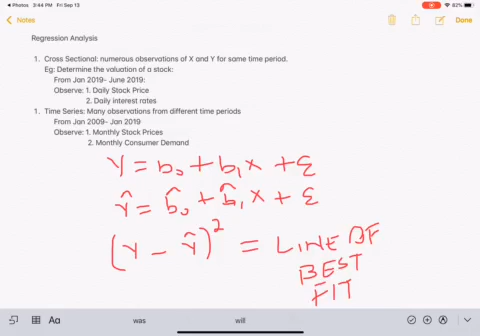 Photos 3:44 PM Fri Sep 13 82%
Notes Done
Regression Analysis
1. Cross Sectional: numerous observations of X and Y for same time period.
Eg: Determine the valuation of a stock:
From Jan 2019- June 2019:
Observe: 1. Daily Stock Price
2. Daily interest rates
1. Time Series: Many observations from different time periods
From Jan 2009- Jan 2019
Observe: 1. Monthly Stock Prices
2. Monthly Consumer Demand
Y = b₀ + b₁ x + ε
Ŷ = b̂₀ + b̂₁ x + ε
(Y − Ŷ)² = LINE OF
BEST
FIT
Aa was will